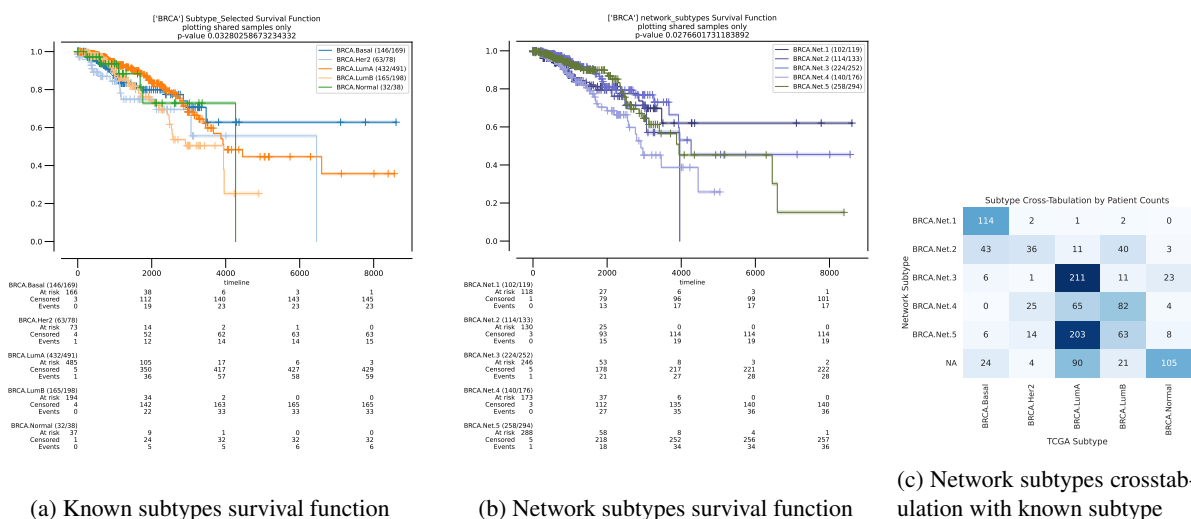 ['BRCA'] Subtype_Selected Survival Function
plotting shared samples only
p-value 0.03280258673234332
BRCA.Basal (146/169)
BRCA.Her2 (63/78)
BRCA.LumA (432/491)
BRCA.LumB (165/198)
BRCA.Normal (32/38)
1.0
0.8
0.6
0.4
0.2
0.0
0 2000 4000 6000 8000
timeline
BRCA.Basal (146/169)
At risk 166 38 6 3 1
Censored 3 112 140 143 145
Events 0 19 23 23 23
BRCA.Her2 (63/78)
At risk 73 14 2 1 0
Censored 4 52 62 63 63
Events 1 12 14 14 15
BRCA.LumA (432/491)
At risk 485 105 17 6 3
Censored 5 350 417 427 429
Events 1 36 57 58 59
BRCA.LumB (165/198)
At risk 194 34 2 0 0
Censored 4 142 163 165 165
Events 0 22 33 33 33
BRCA.Normal (32/38)
At risk 37 9 1 0 0
Censored 1 24 32 32 32
Events 0 5 5 6 6
(a) Known subtypes survival function
['BRCA'] network_subtypes Survival Function
plotting shared samples only
p-value 0.0276601731183892
BRCA.Net.1 (102/119)
BRCA.Net.2 (114/133)
BRCA.Net.3 (224/252)
BRCA.Net.4 (140/176)
BRCA.Net.5 (258/294)
1.0
0.8
0.6
0.4
0.2
0.0
0 2000 4000 6000 8000
timeline
BRCA.Net.1 (102/119)
At risk 118 27 6 3 1
Censored 1 79 96 99 101
Events 0 13 17 17 17
BRCA.Net.2 (114/133)
At risk 130 25 0 0 0
Censored 3 93 114 114 114
Events 0 15 19 19 19
BRCA.Net.3 (224/252)
At risk 246 53 8 3 2
Censored 5 178 217 221 222
Events 1 21 27 28 28
BRCA.Net.4 (140/176)
At risk 173 37 6 0 0
Censored 3 112 135 140 140
Events 0 27 35 36 36
BRCA.Net.5 (258/294)
At risk 288 58 8 4 1
Censored 5 218 252 256 257
Events 1 18 34 34 36
(b) Network subtypes survival function
Subtype Cross-Tabulation by Patient Counts
Network Subtype
BRCA.Net.1 114 2 1 2 0
BRCA.Net.2 43 36 11 40 3
BRCA.Net.3 6 1 211 11 23
BRCA.Net.4 0 25 65 82 4
BRCA.Net.5 6 14 203 63 8
NA 24 4 90 21 105
BRCA.Basal BRCA.Her2 BRCA.LumA BRCA.LumB BRCA.Normal
TCGA Subtype
(c) Network subtypes crosstab-
ulation with known subtype